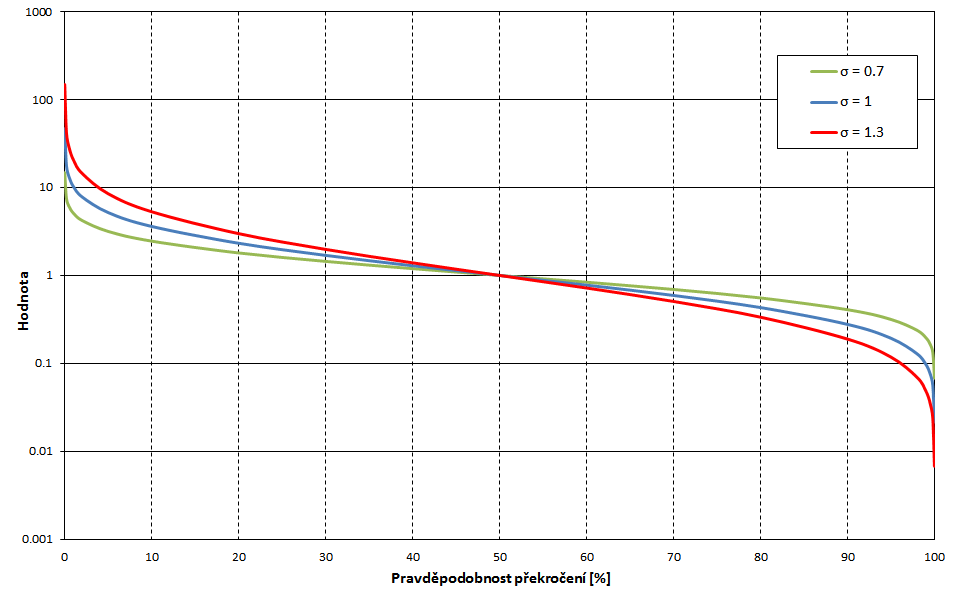 1000
100
10
1
0.1
0.01
0.001
Hodnota
σ = 0.7
σ = 1
σ = 1.3
0 10 20 30 40 50 60 70 80 90 100
Pravděpodobnost překročení [%]